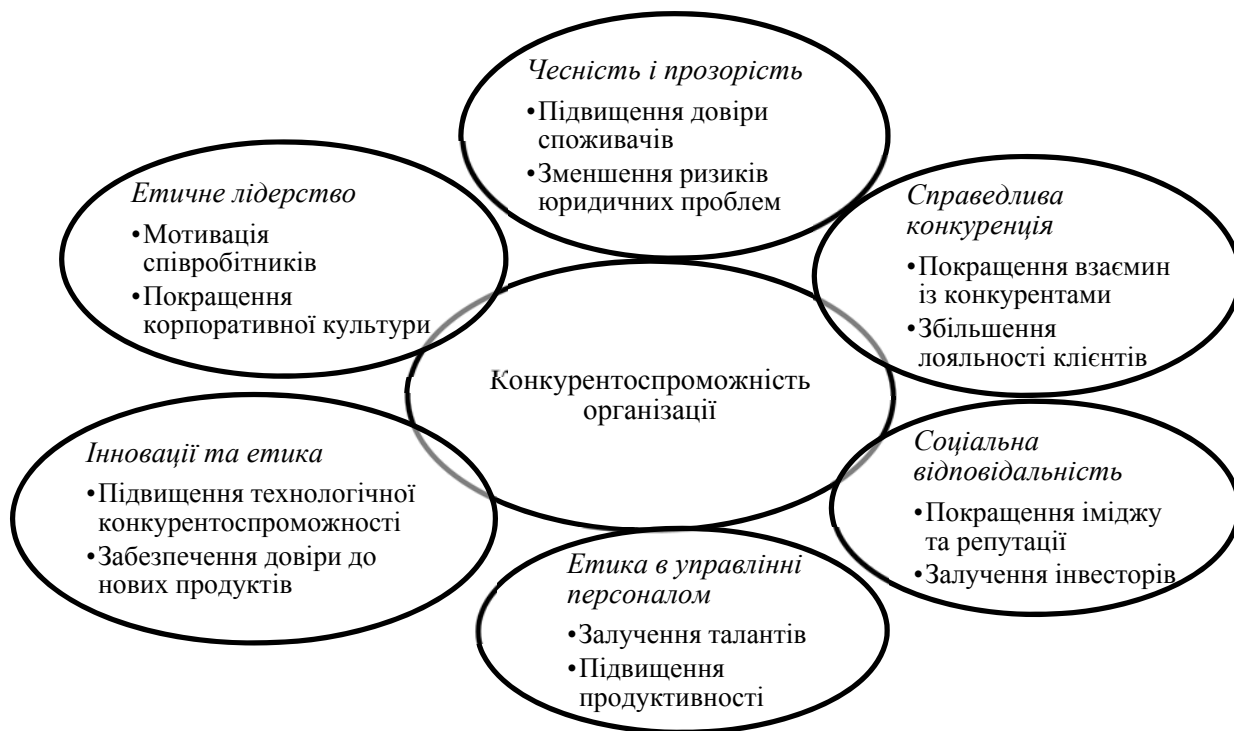 Чесність і прозорість
•Підвищення довіри
споживачів
•Зменшення ризиків
юридичних проблем
Етичне лідерство
•Мотивація
співробітників
•Покращення
корпоративної культури
Справедлива
конкуренція
•Покращення взаємин
із конкурентами
•Збільшення
лояльності клієнтів
Конкурентоспроможність
організації
Інновації та етика
•Підвищення технологічної
конкурентоспроможності
•Забезпечення довіри до
нових продуктів
Соціальна
відповідальність
•Покращення іміджу
та репутації
•Залучення інвесторів
Етика в управлінні
персоналом
•Залучення талантів
•Підвищення
продуктивності